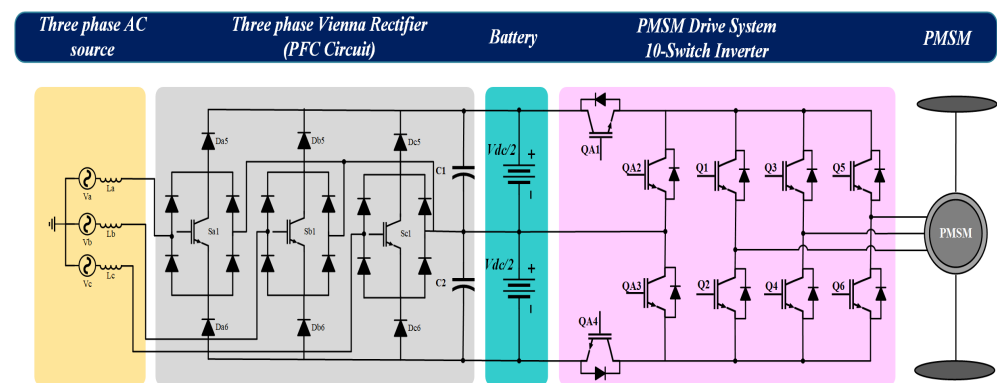 Three phase AC
source
Three phase Vienna Rectifier
(PFC Circuit)
Battery
PMSM Drive System
10-Switch Inverter
PMSM
Da5
Db5
Dc5
C1
Vdc/2
+
QA1
QA2
Q1
Q3
Q5
La
Va
Lb
Vb
Lc
Vc
Sa1
Sb1
Sc1
PMSM
C2
Vdc/2
+
QA3
Q2
Q4
Q6
QA4
Da6
Db6
Dc6